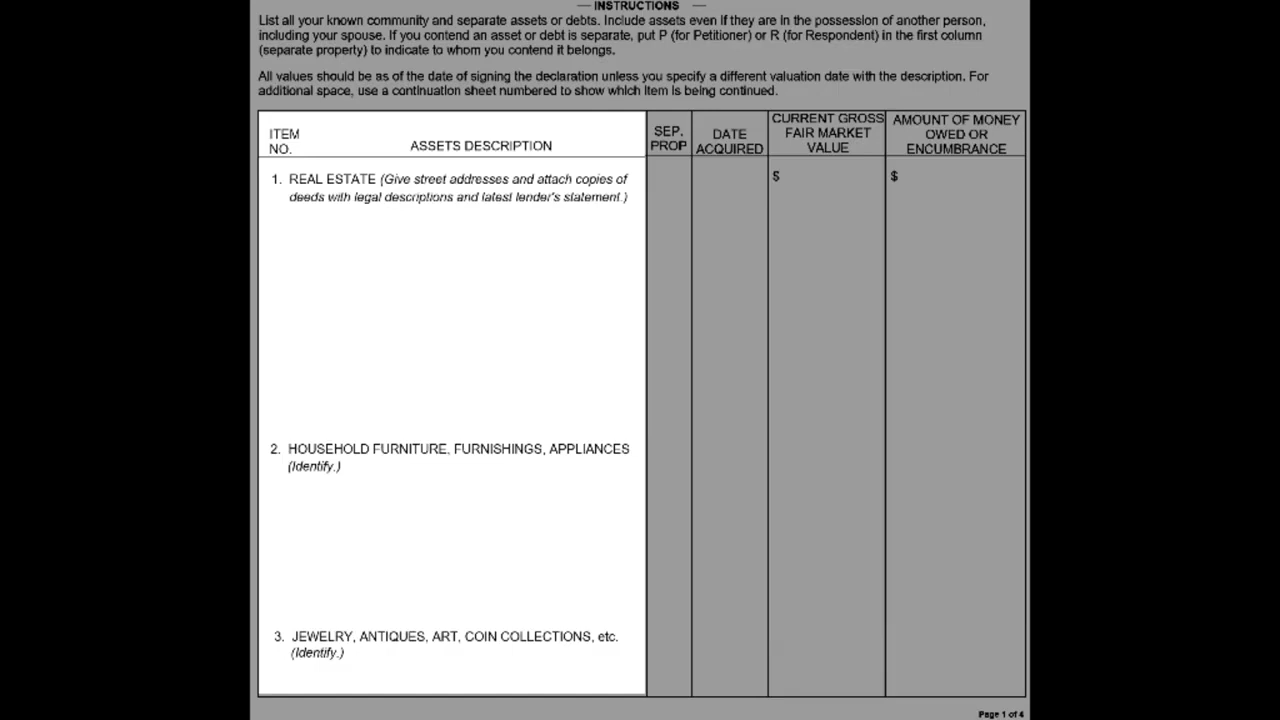 — INSTRUCTIONS —
List all your known community and separate assets or debts. Include assets even if they are in the possession of another person,
including your spouse. If you contend an asset or debt is separate, put P (for Petitioner) or R (for Respondent) in the first column
(separate property) to indicate to whom you contend it belongs.
All values should be as of the date of signing the declaration unless you specify a different valuation date with the description. For
additional space, use a continuation sheet numbered to show which item is being continued.
ITEM
NO.
ASSETS DESCRIPTION
SEP.
PROP
DATE
ACQUIRED
CURRENT GROSS
FAIR MARKET
VALUE
AMOUNT OF MONEY
OWED OR
ENCUMBRANCE
1. REAL ESTATE (Give street addresses and attach copies of
deeds with legal descriptions and latest lender's statement.)
$
$
2. HOUSEHOLD FURNITURE, FURNISHINGS, APPLIANCES
(Identify.)
3. JEWELRY, ANTIQUES, ART, COIN COLLECTIONS, etc.
(Identify.)
Page 1 of 4